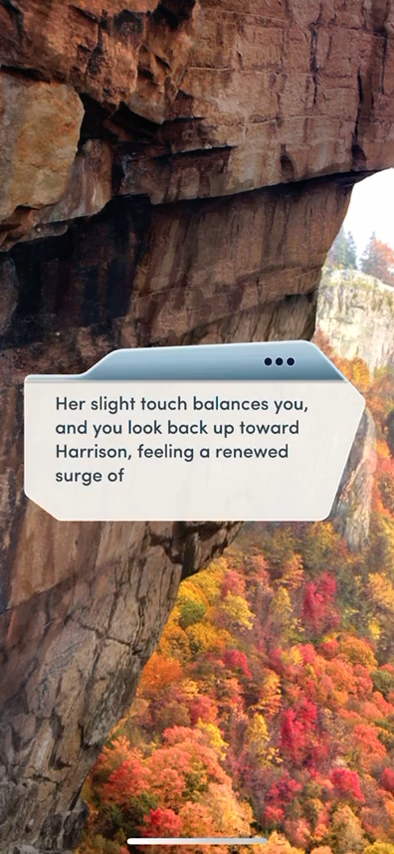 Her slight touch balances you,
and you look back up toward
Harrison, feeling a renewed
surge of